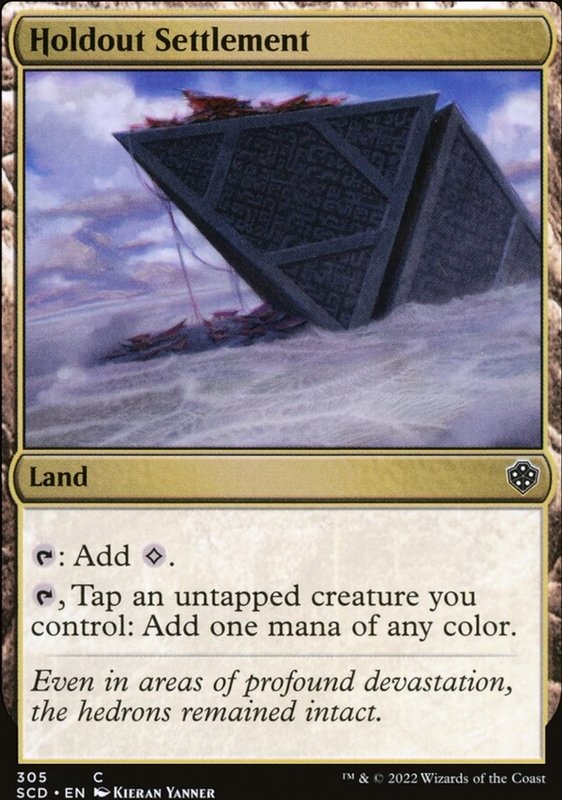 Holdout Settlement
Land
: Add .
, Tap an untapped creature you
control: Add one mana of any color.
Even in areas of profound devastation,
the hedrons remained intact.
305 C
SCD • EN KIERAN YANNER
™ & © 2022 Wizards of the Coast